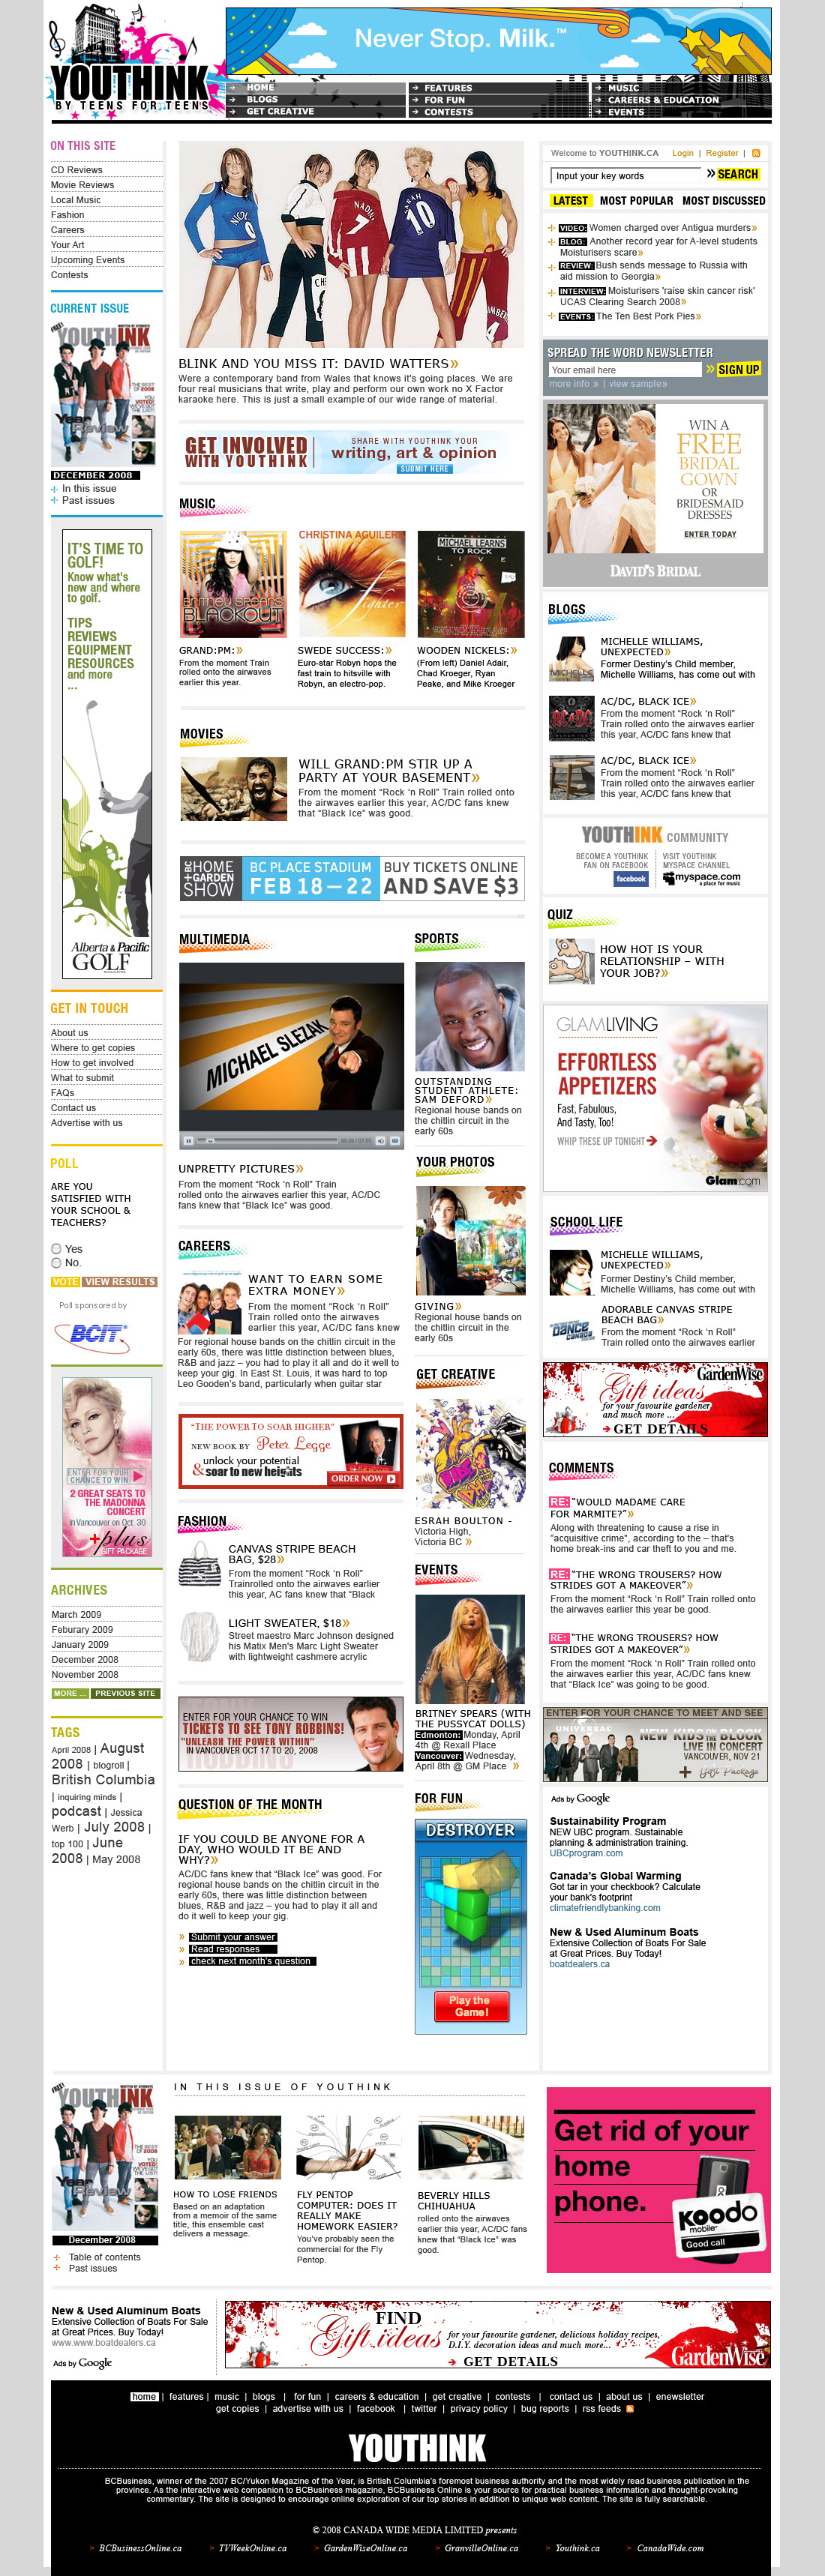 Never Stop. Milk.™
YOUTHINK
BY TEENS FOR TEENS
HOME
BLOGS
GET CREATIVE
FEATURES
FOR FUN
CONTESTS
MUSIC
CAREERS & EDUCATION
EVENTS
ON THIS SITE
CD Reviews
Movie Reviews
Local Music
Fashion
Careers
Your Art
Upcoming Events
Contests
CURRENT ISSUE
YOUTHINK
Year in Review
DECEMBER 2008
In this issue
Past issues
IT'S TIME TO
GOLF!
Know what's
new and where
to golf.
TIPS
REVIEWS
EQUIPMENT
RESOURCES
and more
...
Alberta & Pacific
GOLF
GET IN TOUCH
About us
Where to get copies
How to get involved
What to submit
FAQs
Contact us
Advertise with us
POLL
ARE YOU
SATISFIED WITH
YOUR SCHOOL &
TEACHERS?
Yes
No.
VOTE VIEW RESULTS
Poll sponsored by
BCIT
ENTER FOR YOUR
CHANCE TO WIN
2 GREAT SEATS TO
THE MADONNA
CONCERT
in Vancouver on Oct. 30
+plus
GIFT PACKAGE
ARCHIVES
March 2009
Feburary 2009
January 2009
December 2008
November 2008
MORE ... PREVIOUS SITE
TAGS
April 2008 | August
2008 | blogroll |
British Columbia
| inquiring minds |
podcast | Jessica
Werb | July 2008 |
top 100 | June
2008 | May 2008
BLINK AND YOU MISS IT: DAVID WATTERS»
Were a contemporary band from Wales that knows it's going places. We are
four real musicians that write, play and perform our own work no X Factor
karaoke here. This is just a small example of our wide range of material.
GET INVOLVED
WITH YOUTHINK
SHARE WITH YOUTHINK YOUR
writing, art & opinion
SUBMIT HERE
MUSIC
BRITNEY SPEARS
BLACKOUT
CHRISTINA AGUILERA
fighter
MICHAEL LEARNS
TO ROCK
LIVE
GRAND:PM:»
From the moment Train
rolled onto the airwaves
earlier this year.
SWEDE SUCCESS:»
Euro-star Robyn hops the
fast train to hitsville with
Robyn, an electro-pop.
WOODEN NICKELS:»
(From left) Daniel Adair,
Chad Kroeger, Ryan
Peake, and Mike Kroeger
MOVIES
WILL GRAND:PM STIR UP A
PARTY AT YOUR BASEMENT»
From the moment “Rock ‘n Roll” Train rolled onto
the airwaves earlier this year, AC/DC fans knew
that “Black Ice” was good.
BC HOME
+GARDEN
SHOW
BC PLACE STADIUM
FEB 18—22
BUY TICKETS ONLINE
AND SAVE $3
MULTIMEDIA
MICHAEL SLEZAK
UNPRETTY PICTURES»
From the moment “Rock ‘n Roll” Train
rolled onto the airwaves earlier this year, AC/DC
fans knew that “Black Ice” was good.
CAREERS
WANT TO EARN SOME
EXTRA MONEY»
From the moment “Rock ‘n Roll”
Train rolled onto the airwaves
earlier this year, AC/DC fans knew
For regional house bands on the chitlin circuit in the
early 60s, there was little distinction between blues,
R&B and jazz – you had to play it all and do it well to
keep your gig. In East St. Louis, it was hard to top
Leo Gooden’s band, particularly when guitar star
"THE POWER TO SOAR HIGHER"
NEW BOOK BY Peter Legge
unlock your potential
& soar to new heights
ORDER NOW
FASHION
CANVAS STRIPE BEACH
BAG, $28»
From the moment “Rock ‘n Roll”
Trainrolled onto the airwaves earlier
this year, AC fans knew that “Black
LIGHT SWEATER, $18»
Street maestro Marc Johnson designed
his Matix Men's Marc Light Sweater
with lightweight cashmere acrylic
ENTER FOR YOUR CHANCE TO WIN
TICKETS TO SEE TONY ROBBINS!
"UNLEASH THE POWER WITHIN"
IN VANCOUVER OCT 17 TO 20, 2008
QUESTION OF THE MONTH
IF YOU COULD BE ANYONE FOR A
DAY, WHO WOULD IT BE AND
WHY?»
AC/DC fans knew that “Black Ice” was good. For
regional house bands on the chitlin circuit in the
early 60s, there was little distinction between
blues, R&B and jazz – you had to play it all and
do it well to keep your gig.
» Submit your answer
» Read responses
» check next month's question
SPORTS
OUTSTANDING
STUDENT ATHLETE:
SAM DEFORD»
Regional house bands on
the chitlin circuit in the
early 60s
YOUR PHOTOS
GIVING»
Regional house bands on
the chitlin circuit in the
early 60s
GET CREATIVE
ESRAH BOULTON -
Victoria High,
Victoria BC »
EVENTS
BRITNEY SPEARS (WITH
THE PUSSYCAT DOLLS)
Edmonton: Monday, April
4th @ Rexall Place
Vancouver: Wednesday,
April 8th @ GM Place »
FOR FUN
DESTROYER
Play the
Game!
Welcome to YOUTHINK.CA Login | Register |
Input your key words » SEARCH
LATEST MOST POPULAR MOST DISCUSSED
VIDEO: Women charged over Antigua murders»
BLOG: Another record year for A-level students
Moisturisers scare»
REVIEW: Bush sends message to Russia with
aid mission to Georgia»
INTERVIEW: Moisturisers 'raise skin cancer risk'
UCAS Clearing Search 2008»
EVENTS: The Ten Best Pork Pies»
SPREAD THE WORD NEWSLETTER
Your email here » SIGN UP
more info » | view sample»
WIN A
FREE
BRIDAL
GOWN
OR
BRIDESMAID
DRESSES
ENTER TODAY
DAVID'S BRIDAL
BLOGS
MICHELLE WILLIAMS,
UNEXPECTED»
Former Destiny’s Child member,
Michelle Williams, has come out with
AC/DC, BLACK ICE»
From the moment “Rock ‘n Roll”
Train rolled onto the airwaves earlier
this year, AC/DC fans knew that
AC/DC, BLACK ICE»
From the moment “Rock ‘n Roll”
Train rolled onto the airwaves earlier
this year, AC/DC fans knew that
YOUTHINK COMMUNITY
BECOME A YOUTHINK
FAN ON FACEBOOK
facebook
VISIT YOUTHINK
MYSPACE CHANNEL
myspace.com
a place for music
QUIZ
HOW HOT IS YOUR
RELATIONSHIP – WITH
YOUR JOB?»
GLAMLIVING
EFFORTLESS
APPETIZERS
Fast, Fabulous,
And Tasty, Too!
WHIP THESE UP TONIGHT
Glam.com
SCHOOL LIFE
MICHELLE WILLIAMS,
UNEXPECTED»
Former Destiny’s Child member,
Michelle Williams, has come out with
DANCE
CANADA
ADORABLE CANVAS STRIPE
BEACH BAG»
From the moment “Rock ‘n Roll”
Train rolled onto the airwaves earlier
GardenWise
Gift ideas
for your favourite gardener
and much more ...
GET DETAILS
COMMENTS
RE: “WOULD MADAME CARE
FOR MARMITE?”»
Along with threatening to cause a rise in
"acquisitive crime", according to the – that's
home break-ins and car theft to you and me.
RE: “THE WRONG TROUSERS? HOW
STRIDES GOT A MAKEOVER”»
From the moment “Rock ‘n Roll” Train rolled onto
the airwaves earlier this year be good.
RE: “THE WRONG TROUSERS? HOW
STRIDES GOT A MAKEOVER”»
From the moment “Rock ‘n Roll” Train rolled onto
the airwaves earlier this year, AC/DC fans knew
that “Black Ice” was going to be good.
ENTER FOR YOUR CHANCE TO MEET AND SEE
UNIVERSAL
NEW KIDS ON THE BLOCK
LIVE IN CONCERT
VANCOUVER, NOV 21
+ Gift Package
Ads by Google
Sustainability Program
NEW UBC program. Sustainable
planning & administration training.
UBCprogram.com
Canada's Global Warming
Got tar in your checkbook? Calculate
your bank's footprint
climatefriendlybanking.com
New & Used Aluminum Boats
Extensive Collection of Boats For Sale
at Great Prices. Buy Today!
boatdealers.ca
YOUTHINK
Year in Review
December 2008
Table of contents
Past issues
IN THIS ISSUE OF YOUTHINK
HOW TO LOSE FRIENDS
Based on an adaptation
from a memoir of the same
title, this ensemble cast
delivers a message.
FLY PENTOP
COMPUTER: DOES IT
REALLY MAKE
HOMEWORK EASIER?
You've probably seen the
commercial for the Fly
Pentop.
BEVERLY HILLS
CHIHUAHUA
rolled onto the airwaves
earlier this year, AC/DC fans
knew that “Black Ice” was
good.
Get rid of your
home
phone.
koodo
mobile
Good call
New & Used Aluminum Boats
Extensive Collection of Boats For Sale
at Great Prices. Buy Today!
www.www.boatdealers.ca
Ads by Google
FIND
Gift ideas
for your favourite gardener, delicious holiday recipes,
D.I.Y. decoration ideas and much more...
GET DETAILS
GardenWise
home | features | music | blogs | for fun | careers & education | get creative | contests | contact us | about us | enewsletter
get copies | advertise with us | facebook | twitter | privacy policy | bug reports | rss feeds
YOUTHINK
BCBusiness, winner of the 2007 BC/Yukon Magazine of the Year, is British Columbia's foremost business authority and the most widely read business publication in the
province. As the interactive web companion to BCBusiness magazine, BCBusiness Online is your source for practical business information and thought-provoking
commentary. The site is designed to encourage online exploration of our top stories in addition to unique web content. The site is fully searchable.
© 2008 CANADA WIDE MEDIA LIMITED presents
> BCBusinessOnline.ca > TVWeekOnline.ca > GardenWiseOnline.ca > GranvilleOnline.ca > Youthink.ca > CanadaWide.com